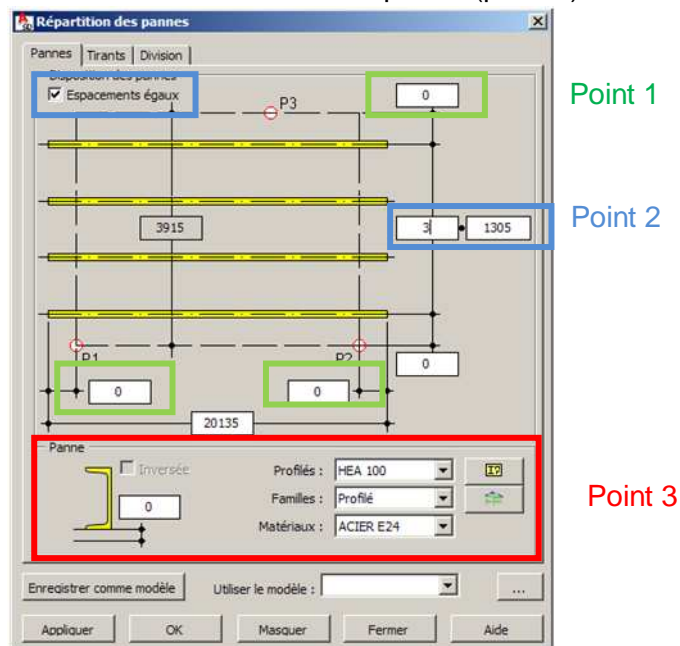 Répartition des pannes
Pannes Tirants Division
Disposition des pannes
Espacements égaux
P3
0
Point 1
3915
3 1305
Point 2
P1
P2
0
0
0
20135
Panne
Inversée
0
Profilés : HEA 100
Familles : Profilé
Matériaux : ACIER E24
Point 3
Enregistrer comme modèle Utiliser le modèle : ...
Appliquer OK Masquer Fermer Aide